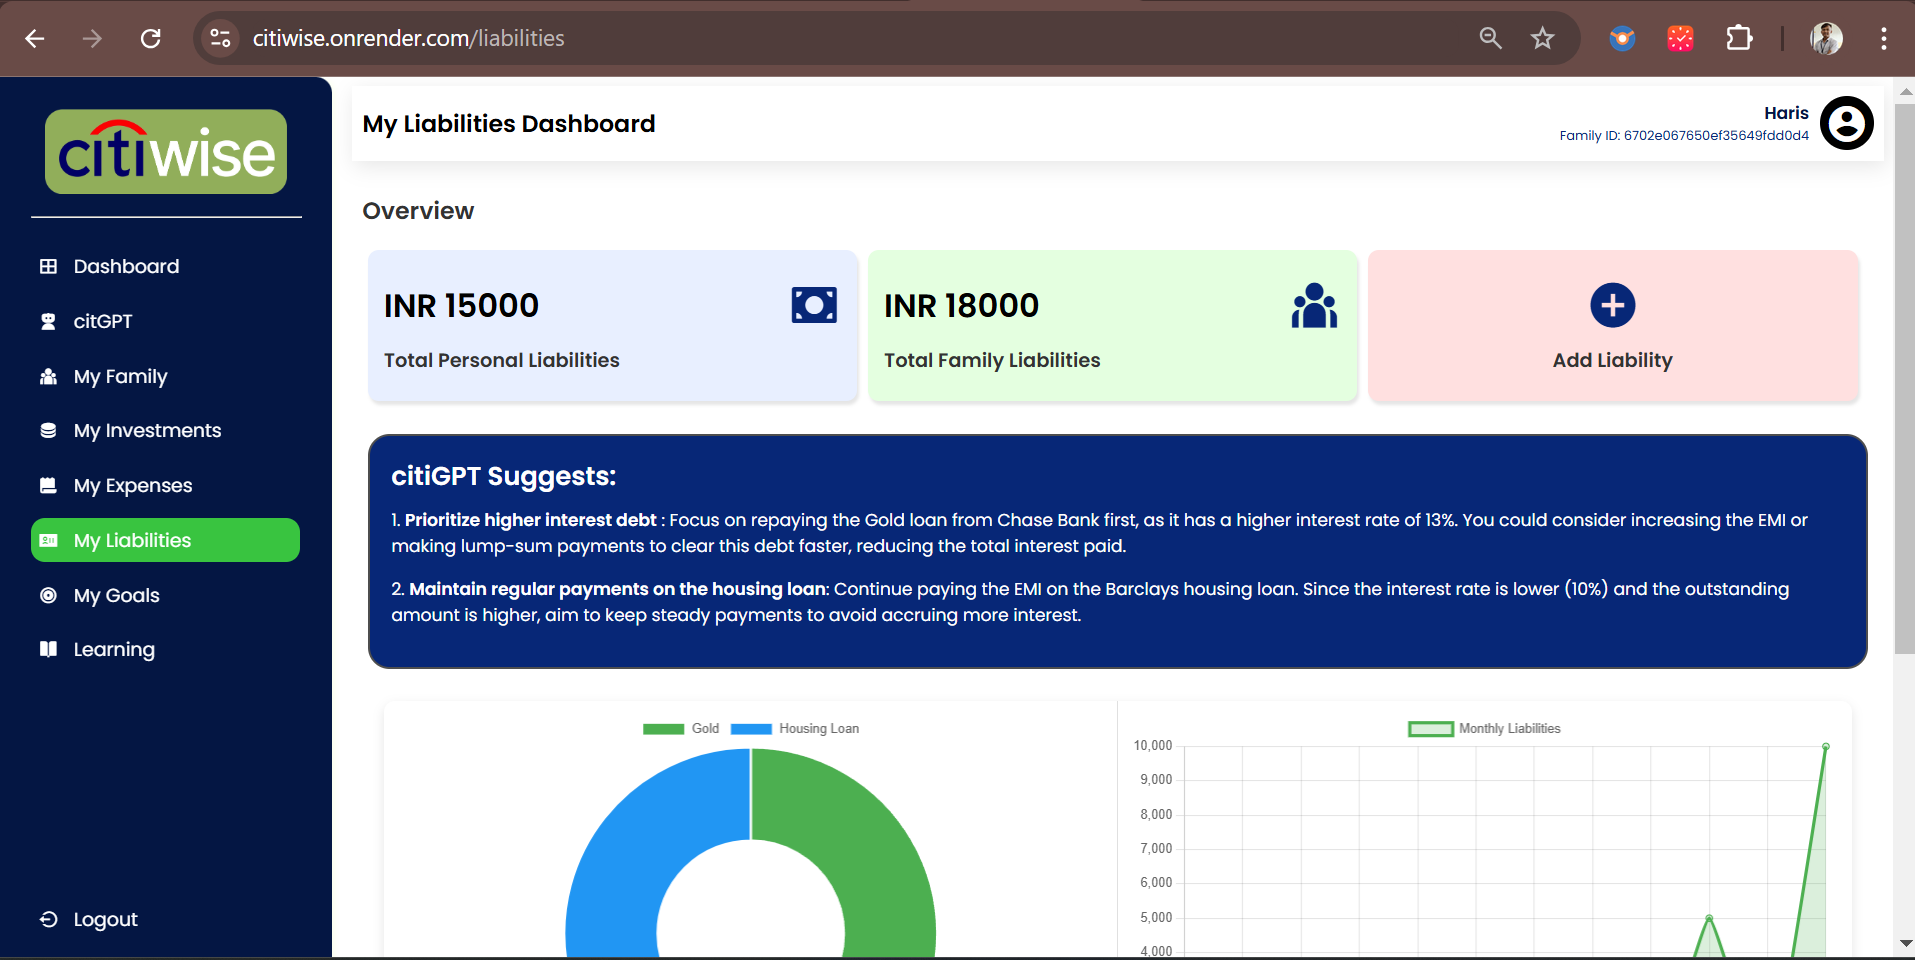 citiwise.onrender.com/liabilities
citiwise
Dashboard
citGPT
My Family
My Investments
My Expenses
My Liabilities
My Goals
Learning
Logout
My Liabilities Dashboard
Haris
Family ID: 6702e067650ef35649fdd0d4
Overview
INR 15000
Total Personal Liabilities
INR 18000
Total Family Liabilities
Add Liability
citiGPT Suggests:
1. Prioritize higher interest debt : Focus on repaying the Gold loan from Chase Bank first, as it has a higher interest rate of 13%. You could consider increasing the EMI or
making lump-sum payments to clear this debt faster, reducing the total interest paid.
2. Maintain regular payments on the housing loan: Continue paying the EMI on the Barclays housing loan. Since the interest rate is lower (10%) and the outstanding
amount is higher, aim to keep steady payments to avoid accruing more interest.
Gold Housing Loan
Monthly Liabilities
10,000
9,000
8,000
7,000
6,000
5,000
4,000